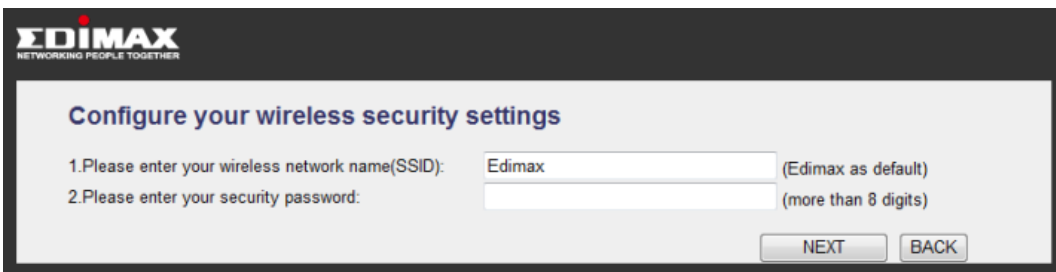 EDIMAX
NETWORKING PEOPLE TOGETHER
Configure your wireless security settings
1.Please enter your wireless network name(SSID): Edimax (Edimax as default)
2.Please enter your security password: (more than 8 digits)
NEXT BACK